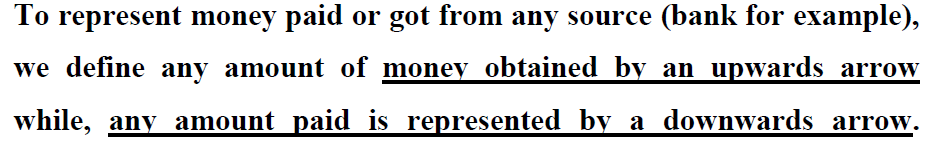 To represent money paid or got from any source (bank for example),
we define any amount of money obtained by an upwards arrow
while, any amount paid is represented by a downwards arrow.